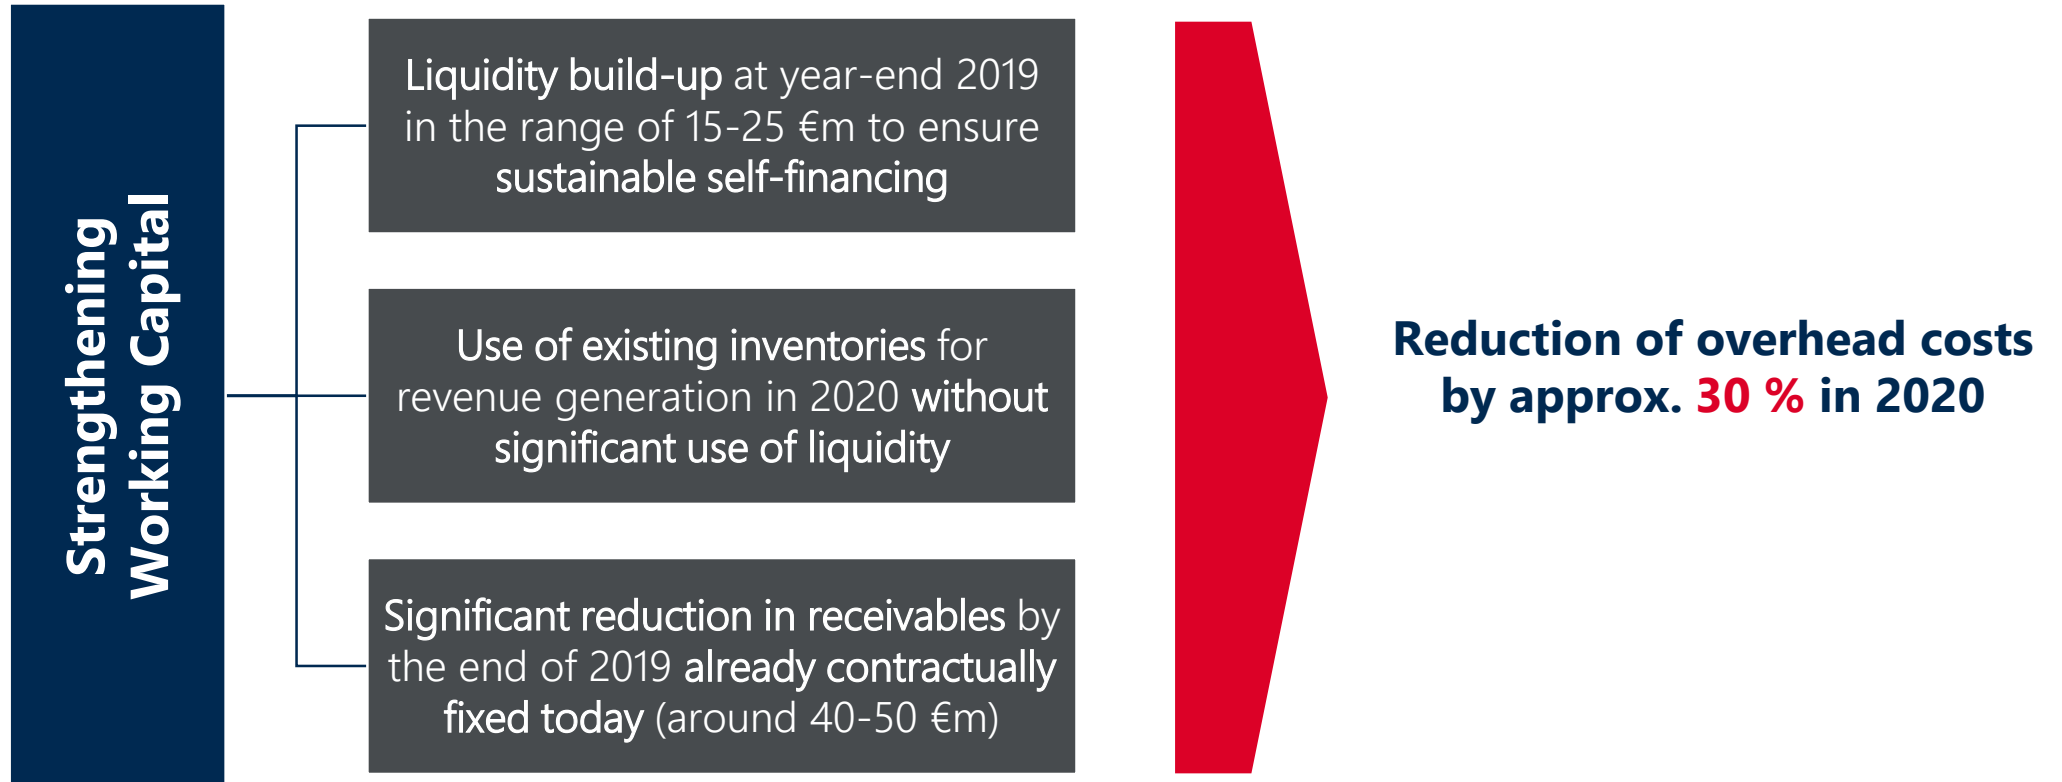 Strengthening
Working Capital
Liquidity build-up at year-end 2019
in the range of 15-25 €m to ensure
sustainable self-financing
Use of existing inventories for
revenue generation in 2020 without
significant use of liquidity
Significant reduction in receivables by
the end of 2019 already contractually
fixed today (around 40-50 €m)
Reduction of overhead costs
by approx. 30 % in 2020